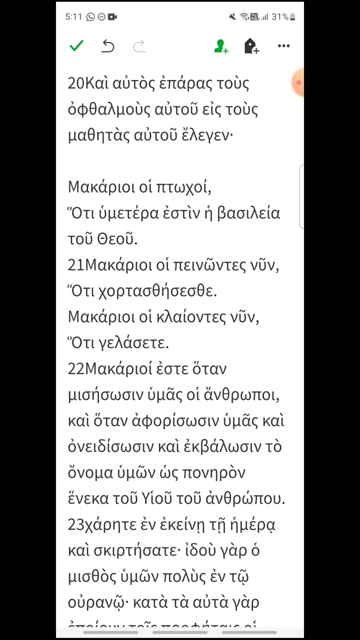 5:11
31%
20Καὶ αὐτὸς ἐπάρας τοὺς
ὀφθαλμοὺς αὐτοῦ εἰς τοὺς
μαθητὰς αὐτοῦ ἔλεγεν·
Μακάριοι οἱ πτωχοί,
Ὅτι ὑμετέρα ἐστὶν ἡ βασιλεία
τοῦ Θεοῦ.
21Μακάριοι οἱ πεινῶντες νῦν,
Ὅτι χορτασθήσεσθε.
Μακάριοι οἱ κλαίοντες νῦν,
Ὅτι γελάσετε.
22Μακάριοί ἐστε ὅταν
μισήσωσιν ὑμᾶς οἱ ἄνθρωποι,
καὶ ὅταν ἀφορίσωσιν ὑμᾶς καὶ
ὀνειδίσωσιν καὶ ἐκβάλωσιν τὸ
ὄνομα ὑμῶν ὡς πονηρὸν
ἕνεκα τοῦ Υἱοῦ τοῦ ἀνθρώπου.
23χάρητε ἐν ἐκείνῃ τῇ ἡμέρᾳ
καὶ σκιρτήσατε· ἰδοὺ γὰρ ὁ
μισθὸς ὑμῶν πολὺς ἐν τῷ
οὐρανῷ· κατὰ τὰ αὐτὰ γὰρ
ἐποίουν τοῖς προφήταις οἱ